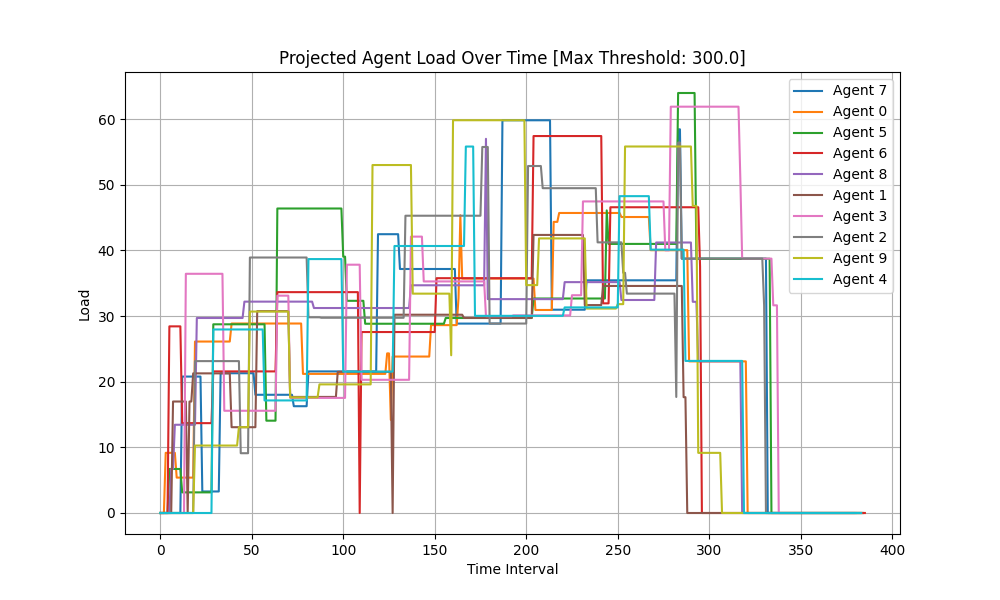 Projected Agent Load Over Time [Max Threshold: 300.0]
Load
60
50
40
30
20
10
0
0 50 100 150 200 250 300 350 400
Time Interval
Agent 7
Agent 0
Agent 5
Agent 6
Agent 8
Agent 1
Agent 3
Agent 2
Agent 9
Agent 4